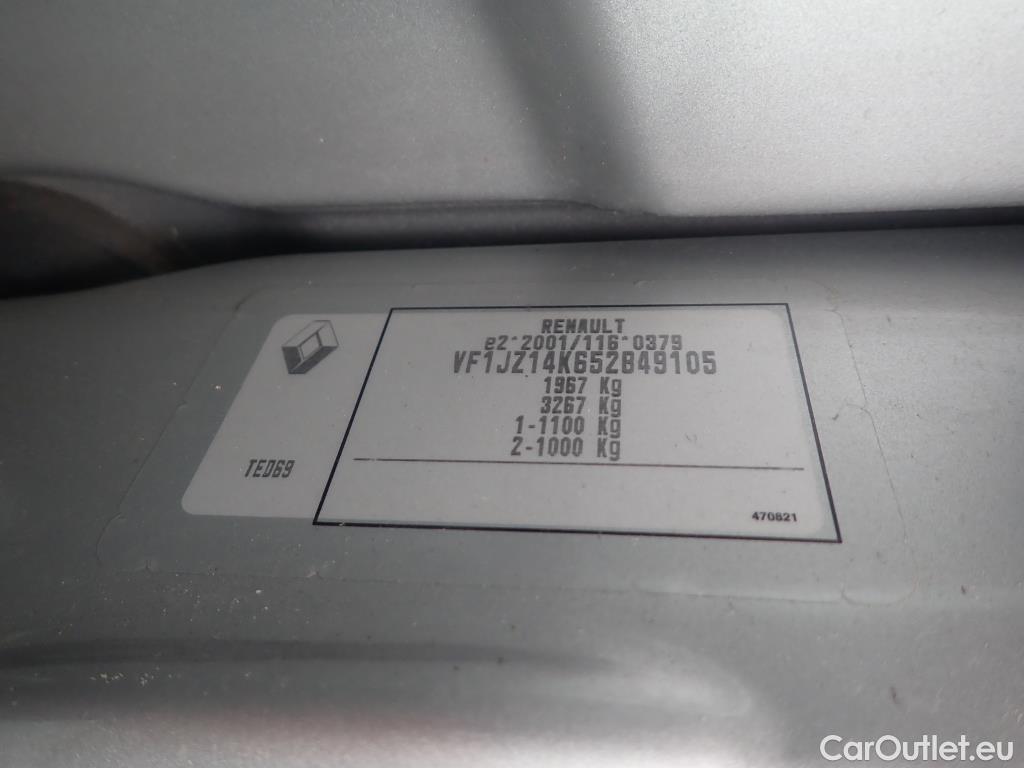 RENAULT
e2*2001/116*0379
VF1JZ14K652849105
1967 Kg
3267 Kg
1-1100 Kg
2-1000 Kg
TED69
470821
CarOutlet.eu